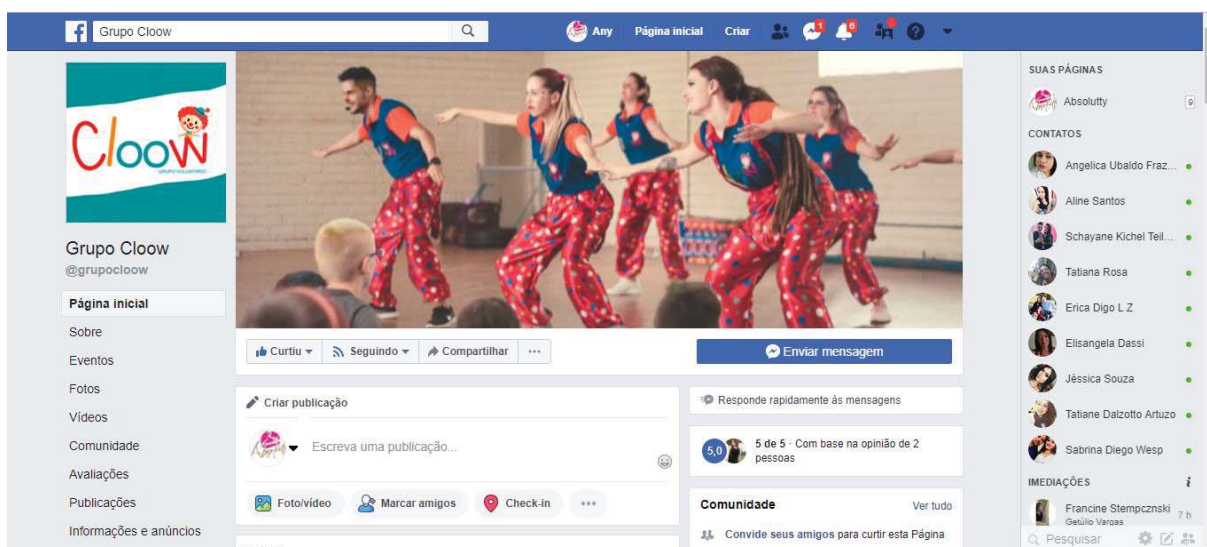 Grupo Cloow
Any
Página inicial
Criar
1
6
Cloow
GRUPO VOLUNTÁRIO
Grupo Cloow
@grupocloow
Página inicial
Sobre
Eventos
Fotos
Vídeos
Comunidade
Avaliações
Publicações
Informações e anúncios
Curtiu
Seguindo
Compartilhar
Enviar mensagem
Criar publicação
Escreva uma publicação...
Foto/vídeo
Marcar amigos
Check-in
Responde rapidamente às mensagens
5,0
5 de 5 · Com base na opinião de 2
pessoas
Comunidade
Ver tudo
Convide seus amigos para curtir esta Página
SUAS PÁGINAS
Absolutty
9
CONTATOS
Angelica Ubaldo Fraz...
Aline Santos
Schayane Kichel Teil...
Tatiana Rosa
Erica Digo L Z
Elisangela Dassi
Jéssica Souza
Tatiane Dalzotto Artuzo
Sabrina Diego Wesp
IMEDIAÇÕES
Francine Stempcznski
7 h
Getúlio Vargas
Pesquisar